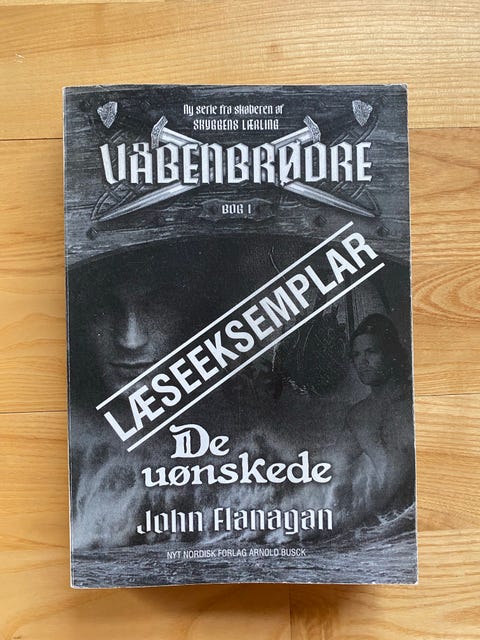 Ny serie fra skaberen af
SKYGGENS LÆRLING
VÅBENBRØDRE
BOG 1
LÆSEEKSEMPLAR
De
uønskede
John Flanagan
NYT NORDISK FORLAG ARNOLD BUSCK